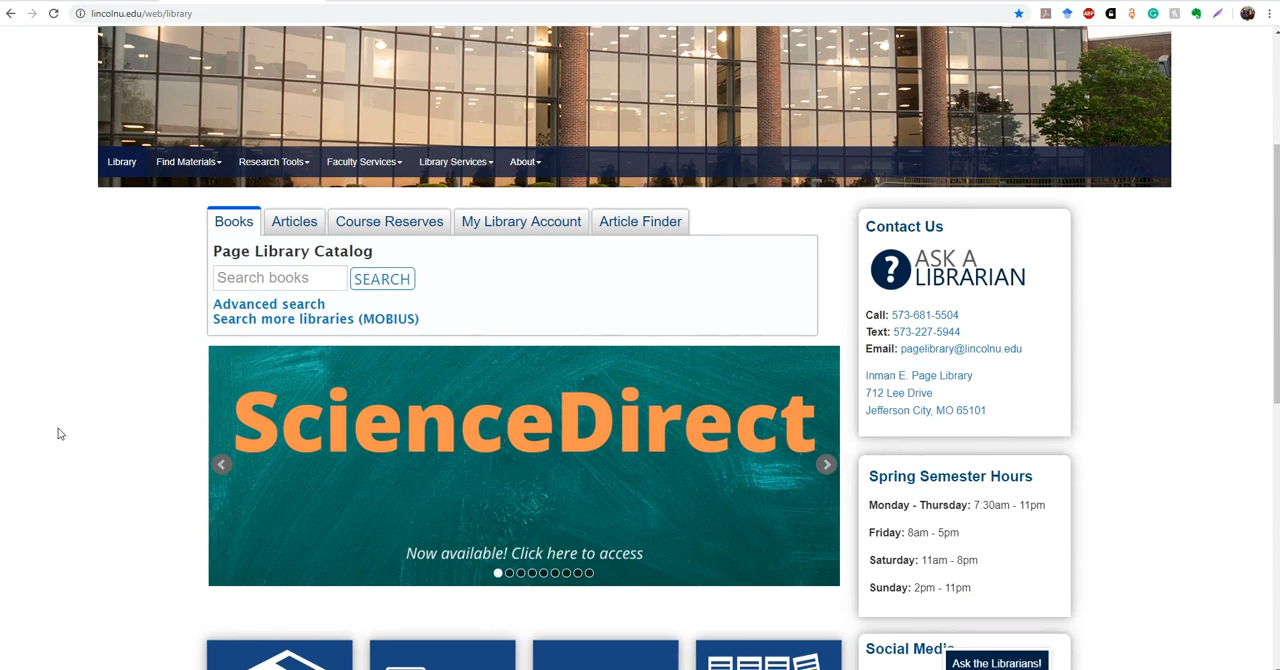 lincolnu.edu/web/library
Library Find Materials Research Tools Faculty Services Library Services About
Books Articles Course Reserves My Library Account Article Finder
Page Library Catalog
Search books SEARCH
Advanced search
Search more libraries (MOBIUS)
ScienceDirect
Now available! Click here to access
Contact Us
? ASK A
LIBRARIAN
Call: 573-681-5504
Text: 573-227-5944
Email: pagelibrary@lincolnu.edu
Inman E. Page Library
712 Lee Drive
Jefferson City, MO 65101
Spring Semester Hours
Monday - Thursday: 7:30am - 11pm
Friday: 8am - 5pm
Saturday: 11am - 8pm
Sunday: 2pm - 11pm
Social Media
Ask the Librarians!